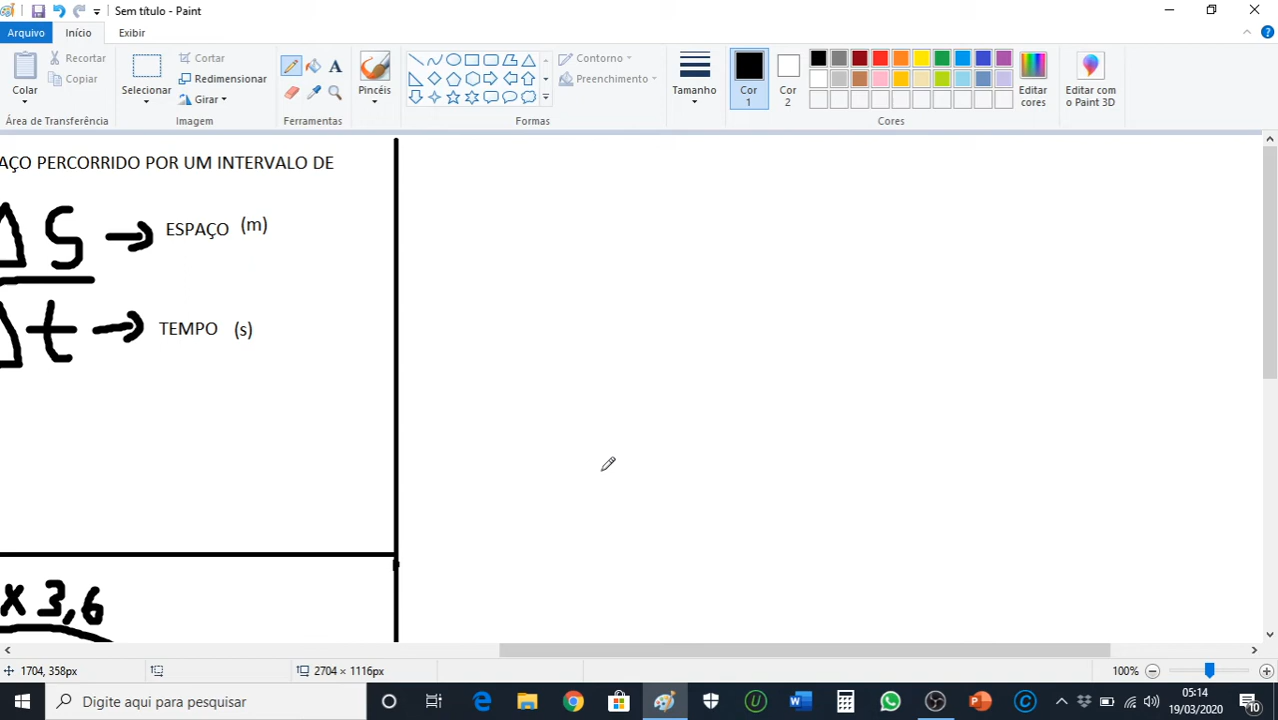 Sem título - Paint
Arquivo
Início
Exibir
Colar
Recortar
Copiar
Área de Transferência
Selecionar
Cortar
Redimensionar
Girar
Imagem
A
Ferramentas
Pincéis
Contorno
Preenchimento
Formas
Tamanho
Cor 1
Cor 2
Editar cores
Editar com o Paint 3D
Cores
AÇO PERCORRIDO POR UM INTERVALO DE
Δ S → ESPAÇO (m)
Δ t → TEMPO (s)
x 3,6
1704, 358px
2704 × 1116px
100%
Digite aqui para pesquisar
05:14
19/03/2020
10